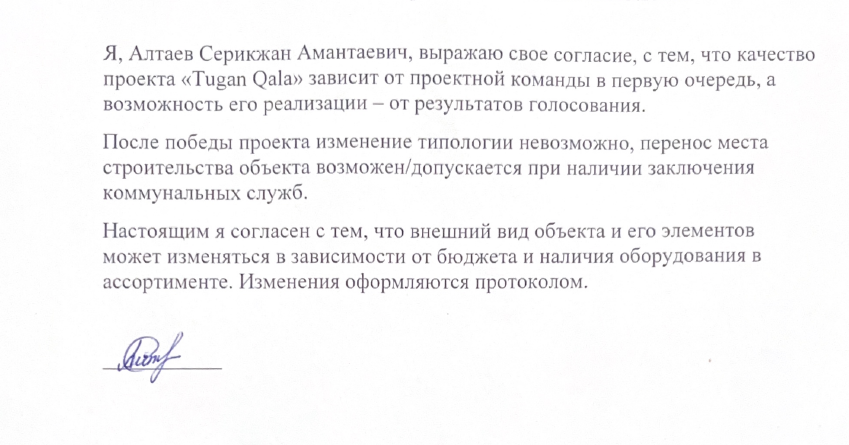 Я, Алтаев Серикжан Амантаевич, выражаю свое согласие, с тем, что качество
проекта «Tugan Qala» зависит от проектной команды в первую очередь, а
возможность его реализации – от результатов голосования.
После победы проекта изменение типологии невозможно, перенос места
строительства объекта возможен/допускается при наличии заключения
коммунальных служб.
Настоящим я согласен с тем, что внешний вид объекта и его элементов
может изменяться в зависимости от бюджета и наличия оборудования в
ассортименте. Изменения оформляются протоколом.